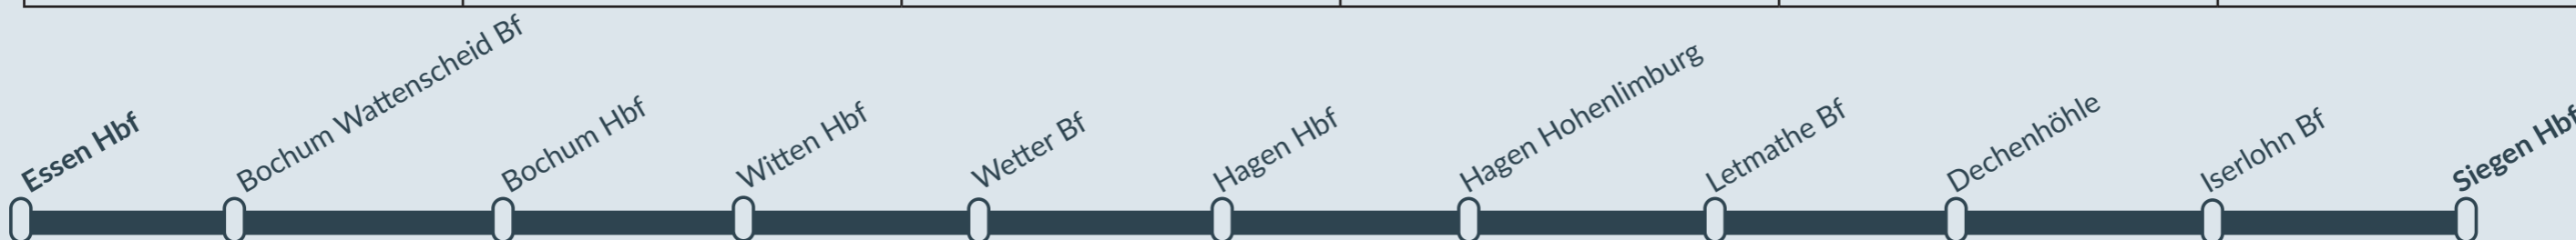 Essen Hbf
Bochum Wattenscheid Bf
Bochum Hbf
Witten Hbf
Wetter Bf
Hagen Hbf
Hagen Hohenlimburg
Letmathe Bf
Dechenhöhle
Iserlohn Bf
Siegen Hbf